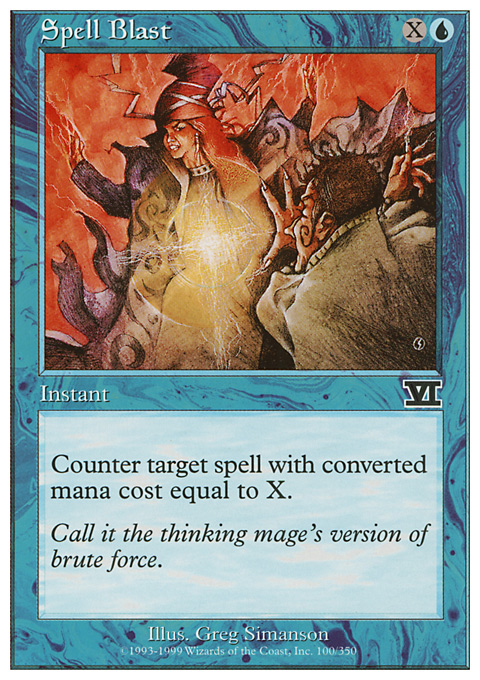 Spell Blast X
Instant VI
Counter target spell with converted
mana cost equal to X.
Call it the thinking mage's version of
brute force.
Illus. Greg Simanson
©1993-1999 Wizards of the Coast, Inc. 100/350